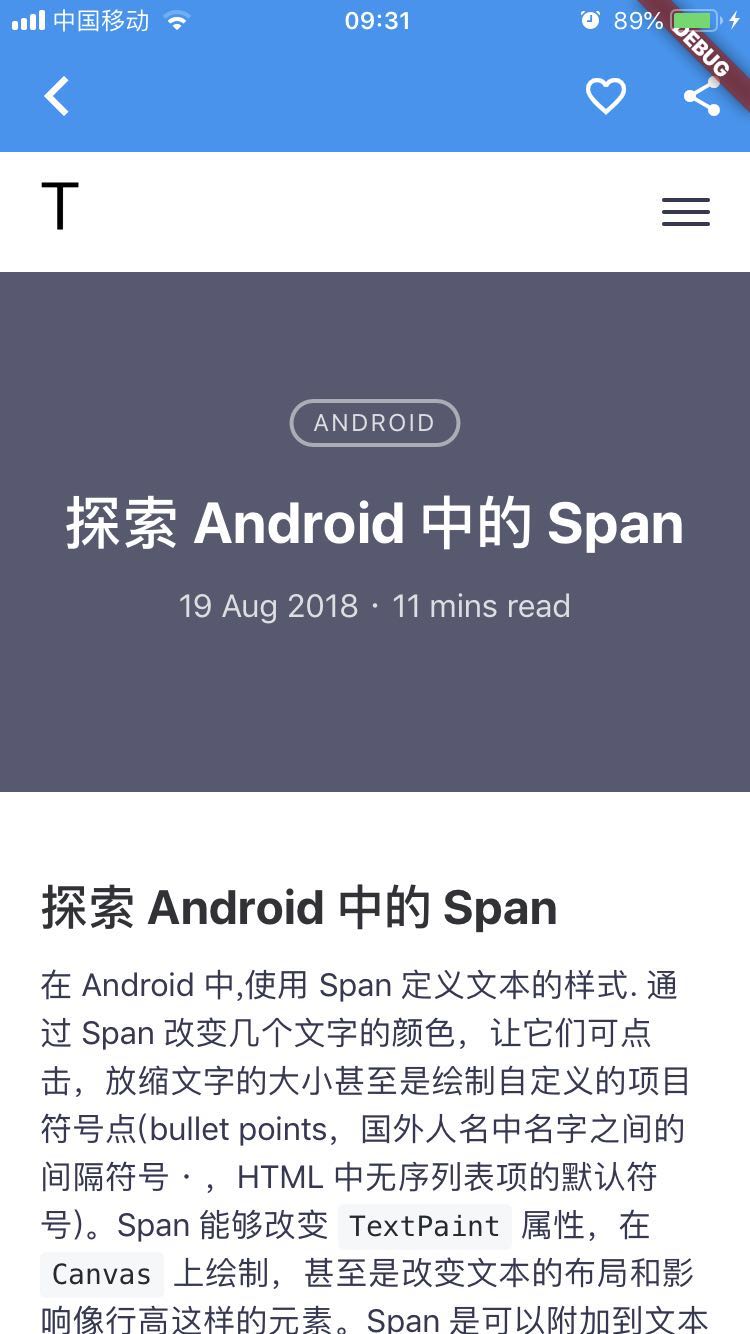 中国移动 09:31 89%
DEBUG
T
ANDROID
探索 Android 中的 Span
19 Aug 2018 · 11 mins read
探索 Android 中的 Span
在 Android 中,使用 Span 定义文本的样式. 通
过 Span 改变几个文字的颜色，让它们可点
击，放缩文字的大小甚至是绘制自定义的项目
符号点(bullet points，国外人名中名字之间的
间隔符号 · ，HTML 中无序列表项的默认符
号)。Span 能够改变 TextPaint 属性，在
Canvas 上绘制，甚至是改变文本的布局和影
响像行高这样的元素。Span 是可以附加到文本